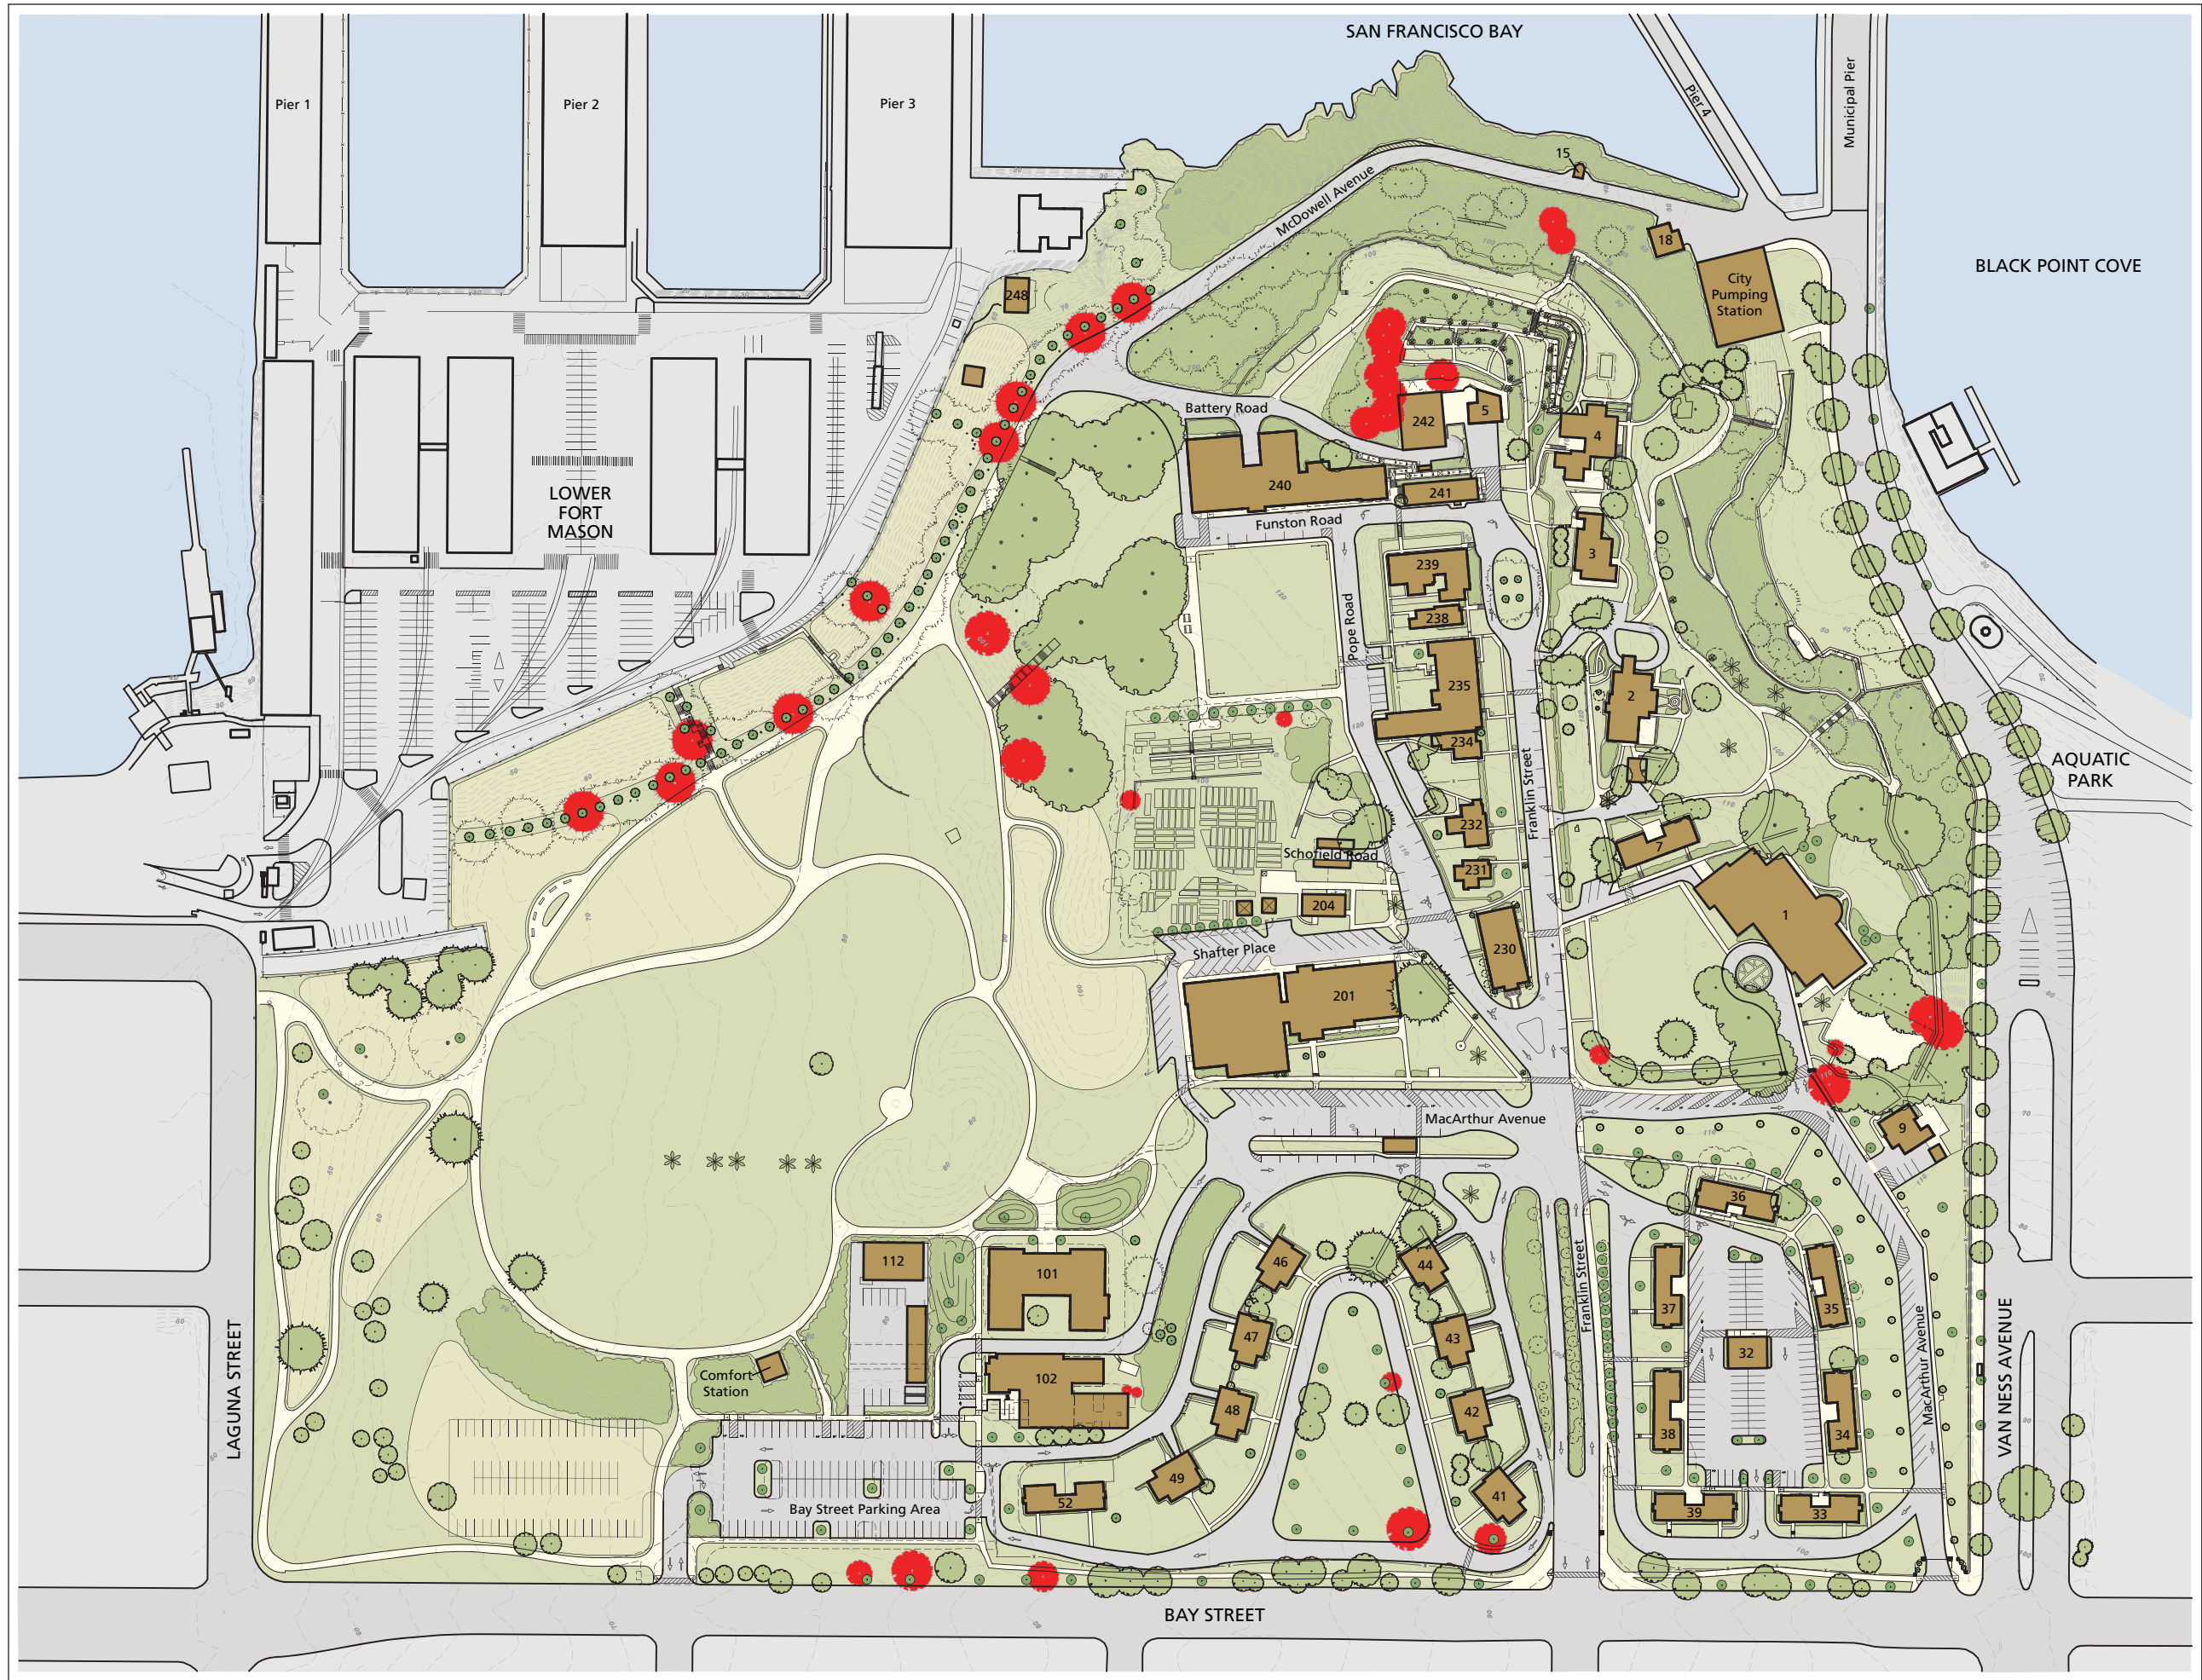 SAN FRANCISCO BAY
Pier 1
Pier 2
Pier 3
Pier 4
Municipal Pier
15
McDowell Avenue
18
BLACK POINT COVE
City
Pumping
Station
248
Battery Road
242
5
4
240
241
LOWER
FORT
MASON
Funston Road
3
239
238
Pope Road
235
2
234
Franklin Street
AQUATIC
PARK
232
7
Schofield Road
231
204
1
230
Shafter Place
201
MacArthur Avenue
9
36
46
44
112
101
37
35
47
43
Franklin Street
32
MacArthur Avenue
LAGUNA STREET
VAN NESS AVENUE
Comfort
Station
102
48
42
38
34
49
41
52
39
33
Bay Street Parking Area
BAY STREET